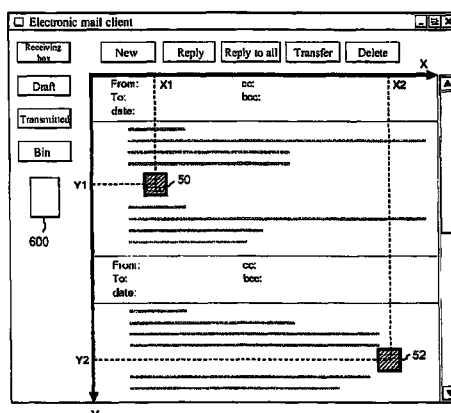 Electronic mail client
Receiving box
New Reply Reply to all Transfer Delete
X
Draft
Transmitted
Bin
600
From: X1 cc: X2
To: bcc:
date:
Y1
50
From: cc:
To: bcc:
date:
Y2
52
Y